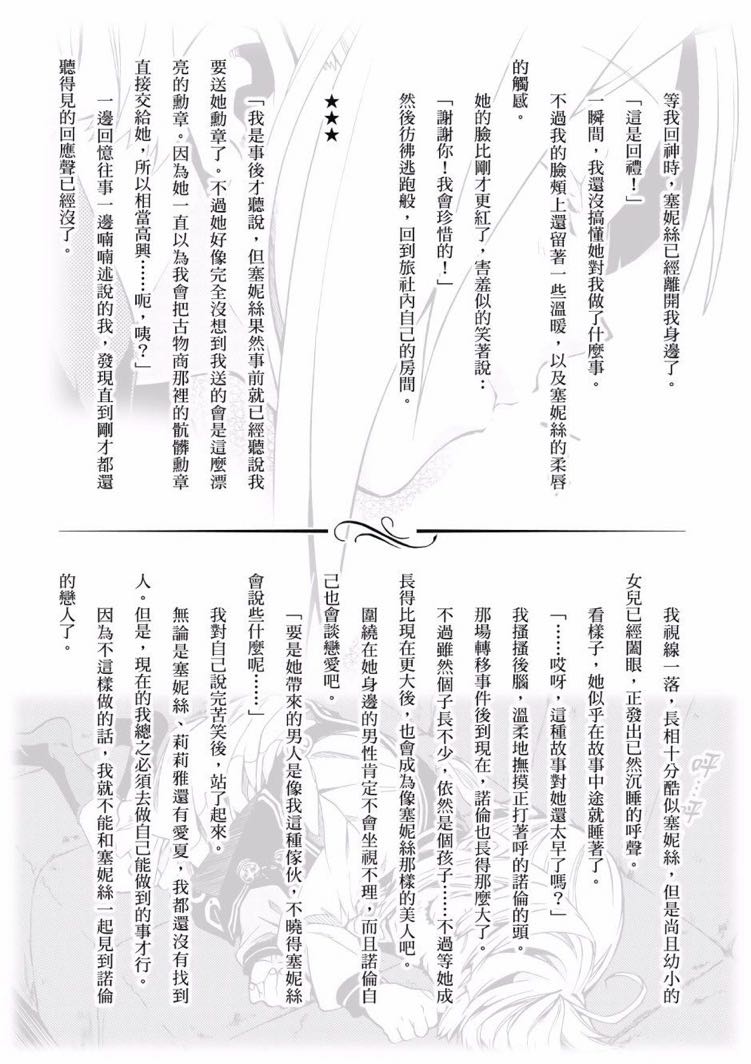 等我回神時，塞妮絲已經離開我身邊了。
「這是回禮！」
一瞬間，我還沒搞懂她對我做了什麼事。
不過我的臉頰上還留著一些溫暖，以及塞妮絲的柔唇
的觸感。
她的臉比剛才更紅了，害羞似的笑著說：
「謝謝你！我會珍惜的！」
然後彷彿逃跑般，回到旅社內自己的房間。
★★★
「我是事後才聽說，但塞妮絲果然事前就已經聽說我
要送她勳章了。不過她好像完全沒想到我送的會是這麼漂
亮的勳章。因為她一直以為我會把古物商那裡的骯髒勳章
直接交給她，所以相當高興……呃，咦？」
一邊回憶往事一邊喃喃述說的我，發現直到剛才都還
聽得見的回應聲已經沒了。
我視線一落，長相十分酷似塞妮絲，但是尚且幼小的
女兒已經闔眼，正發出已然沉睡的呼聲。
看樣子，她似乎在故事中途就睡著了。
「……哎呀，這種故事對她還太早了嗎？」
我搔搔後腦，溫柔地撫摸正打著呼的諾倫的頭。
那場轉移事件後到現在，諾倫也長得那麼大了。
不過雖然個子長不少，依然是個孩子……不過等她成
長得比現在更大後，也會成為像塞妮絲那樣的美人吧。
圍繞在她身邊的男性肯定不會坐視不理，而且諾倫自
己也會談戀愛吧。
「要是她帶來的男人是像我這種傢伙，不曉得塞妮絲
會說些什麼呢……」
我對自己說完苦笑後，站了起來。
無論是塞妮絲、莉莉雅還有愛夏，我都還沒有找到
人。但是，現在的我總之必須去做自己能做到的事才行。
因為不這樣做的話，我就不能和塞妮絲一起見到諾倫
的戀人了。
呼…呼